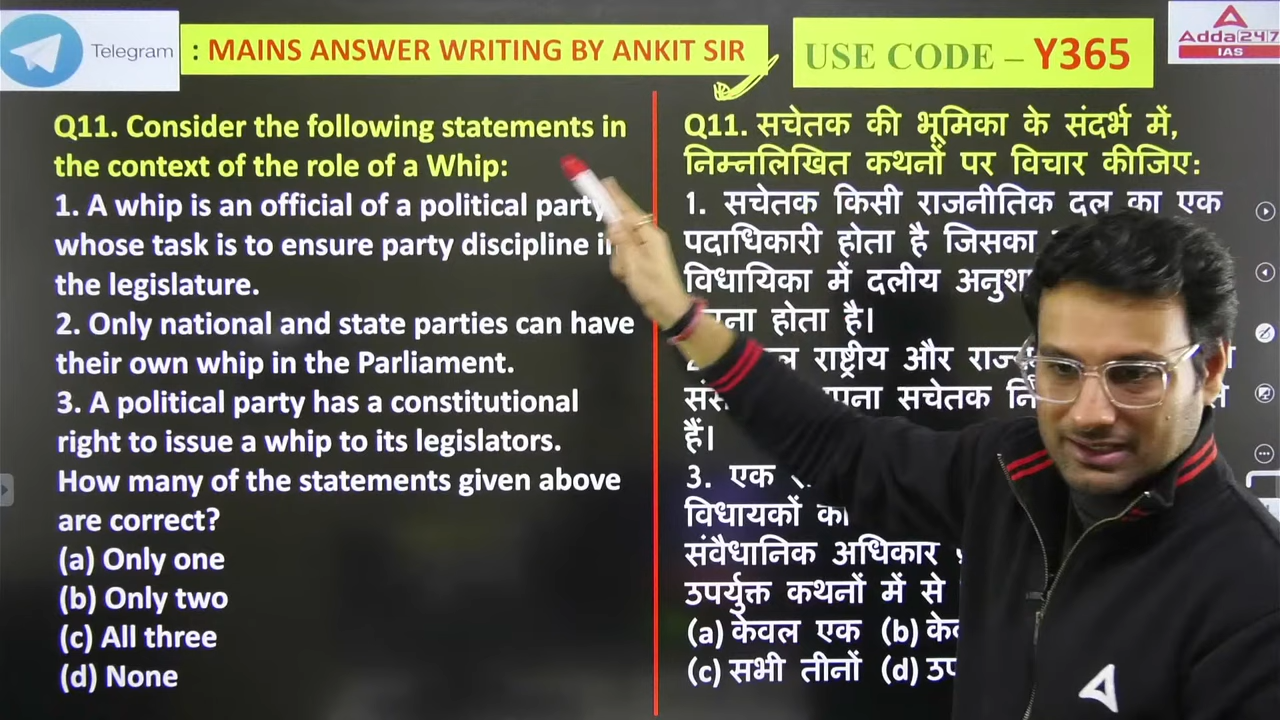 Telegram
: MAINS ANSWER WRITING BY ANKIT SIR
USE CODE – Y365
Adda247
IAS
Q11. Consider the following statements in
the context of the role of a Whip:
1. A whip is an official of a political party
whose task is to ensure party discipline in
the legislature.
2. Only national and state parties can have
their own whip in the Parliament.
3. A political party has a constitutional
right to issue a whip to its legislators.
How many of the statements given above
are correct?
(a) Only one
(b) Only two
(c) All three
(d) None
Q11. सचेतक की भूमिका के संदर्भ में,
निम्नलिखित कथनों पर विचार कीजिए:
1. सचेतक किसी राजनीतिक दल का एक
पदाधिकारी होता है जिसका
विधायिका में दलीय
होता है।
राष्ट्रीय और
सचेतक
हैं।
3. एक
विधायकों
संवैधानिक अधिकार
उपर्युक्त कथनों में से
(a) केवल एक (b)
(c) सभी तीनों (d)